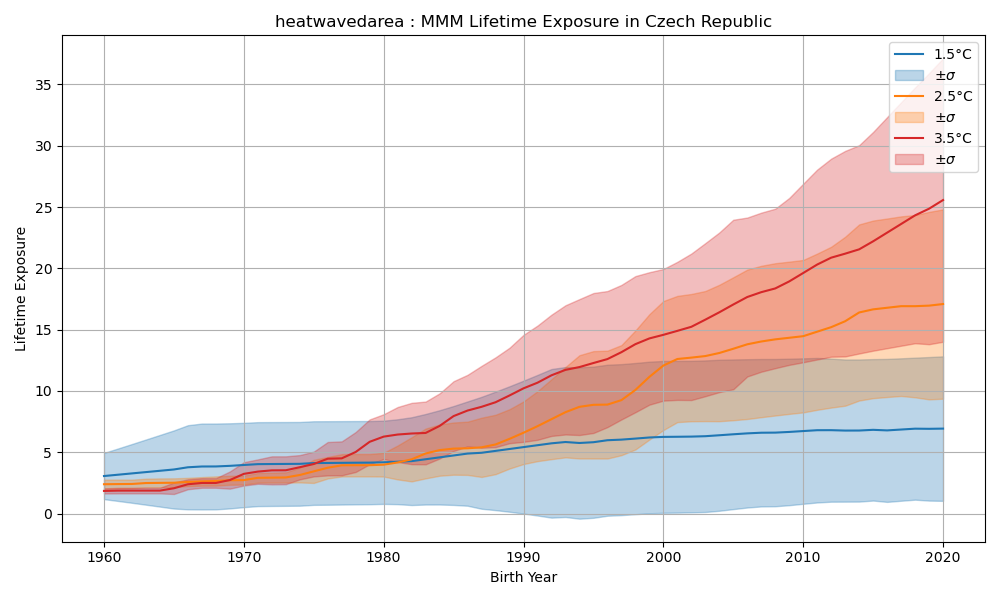 heatwavedarea : MMM Lifetime Exposure in Czech Republic
1.5°C
±σ
2.5°C
±σ
3.5°C
±σ
Lifetime Exposure
35
30
25
20
15
10
5
0
1960
1970
1980
1990
2000
2010
2020
Birth Year